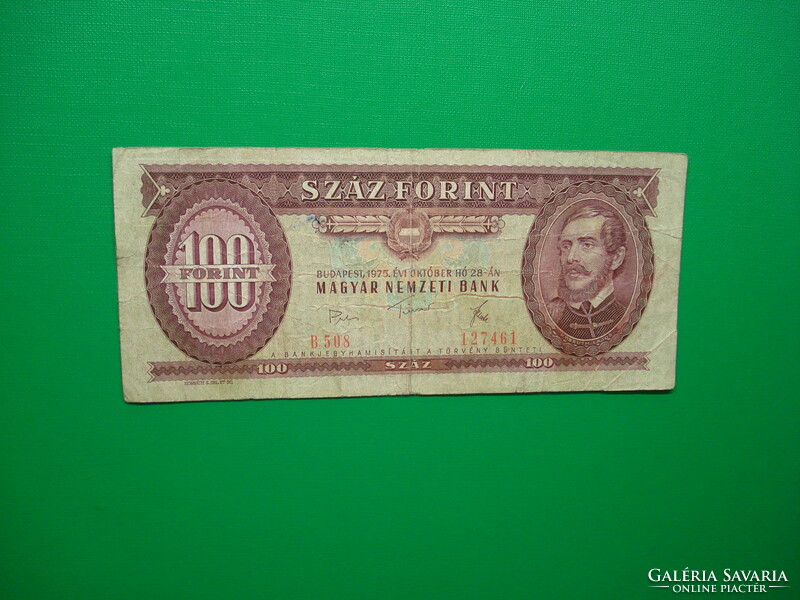 SZÁZ FORINT
100
FORINT
BUDAPEST, 1975. ÉVI OKTÓBER HÓ 28-ÁN
MAGYAR NEMZETI BANK
B 508 127461
A BANKJEGYHAMISÍTÁST A TÖRVÉNY BÜNTETI
100 SZÁZ 100
GALÉRIA SAVARIA
ONLINE PIACTÉR